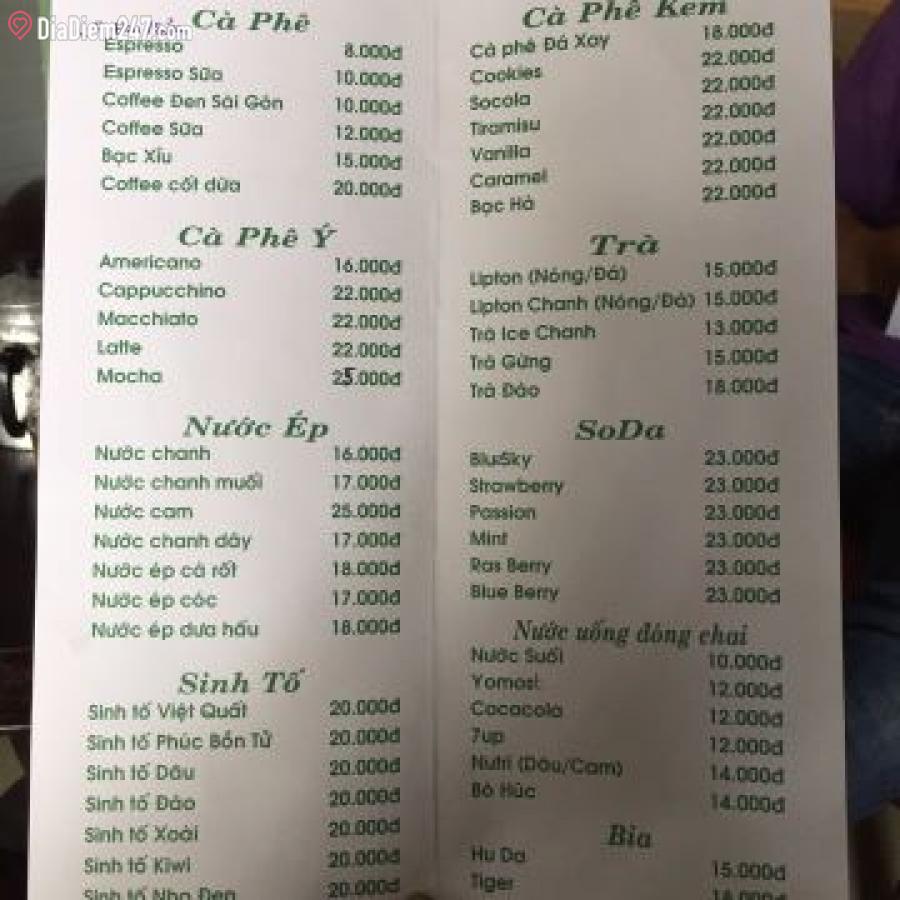 DiaDiem247.com
Cà Phê
Espresso 8.000đ
Espresso Sữa 10.000đ
Coffee Đen Sài Gòn 10.000đ
Coffee Sữa 12.000đ
Bạc Xỉu 15.000đ
Coffee cốt dừa 20.000đ
Cà Phê Ý
Americano 16.000đ
Cappucchino 22.000đ
Macchiato 22.000đ
Latte 22.000đ
Mocha 25.000đ
Nước Ép
Nước chanh 16.000đ
Nước chanh muối 17.000đ
Nước cam 25.000đ
Nước chanh dây 17.000đ
Nước ép cà rốt 18.000đ
Nước ép cóc 17.000đ
Nước ép dưa hấu 18.000đ
Sinh Tố
Sinh tố Việt Quất 20.000đ
Sinh tố Phúc Bồn Tử 20.000đ
Sinh tố Dâu 20.000đ
Sinh tố Đào 20.000đ
Sinh tố Xoài 20.000đ
Sinh tố Kiwi 20.000đ
Sinh tố Nho Đen 20.000đ
Cà Phê Kem
Cà phê Đá Xay 18.000đ
Cookies 22.000đ
Socola 22.000đ
Tiramisu 22.000đ
Vanilla 22.000đ
Caramel 22.000đ
Bạc Hà 22.000đ
Trà
Lipton (Nóng/Đá) 15.000đ
Lipton Chanh (Nóng/Đá) 15.000đ
Trà Ice Chanh 13.000đ
Trà Gừng 15.000đ
Trà Đào 18.000đ
SoDa
BluSky 23.000đ
Strawberry 23.000đ
Passion 23.000đ
Mint 23.000đ
Ras Berry 23.000đ
Blue Berry 23.000đ
Nước uống đóng chai
Nước Suối 10.000đ
Yomost 12.000đ
Cocacola 12.000đ
7up 12.000đ
Nutri (Dâu/Cam) 14.000đ
Bò Húc 14.000đ
Bia
Hu Da 15.000đ
Tiger